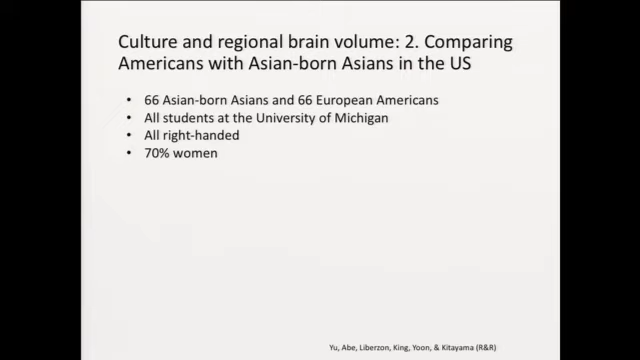 Culture and regional brain volume: 2. Comparing
Americans with Asian-born Asians in the US
• 66 Asian-born Asians and 66 European Americans
• All students at the University of Michigan
• All right-handed
• 70% women
Yu, Abe, Liberzon, King, Yoon, & Kitayama (R&R)